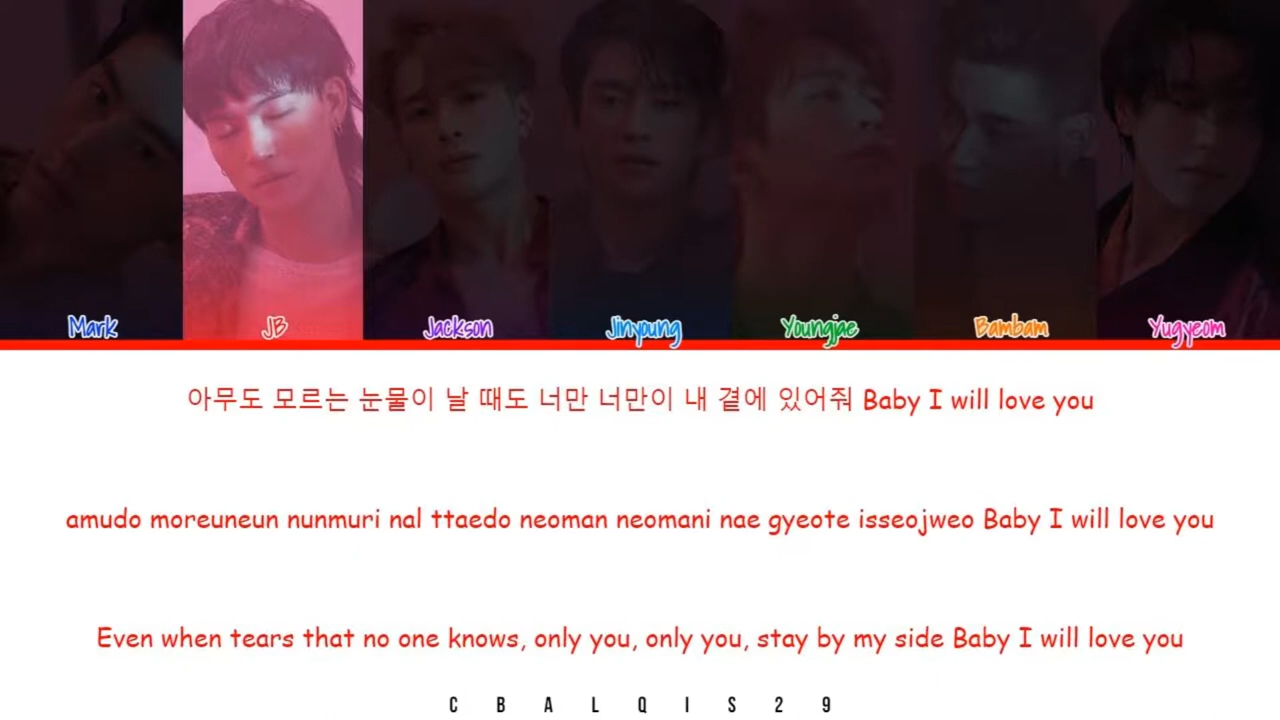 Mark JB Jackson Jinyoung Youngjae Bambam Yugyeom
아무도 모르는 눈물이 날 때도 너만 너만이 내 곁에 있어줘 Baby I will love you
amudo moreuneun nunmuri nal ttaedo neoman neomani nae gyeote isseojweo Baby I will love you
Even when tears that no one knows, only you, only you, stay by my side Baby I will love you
CBALQIS29